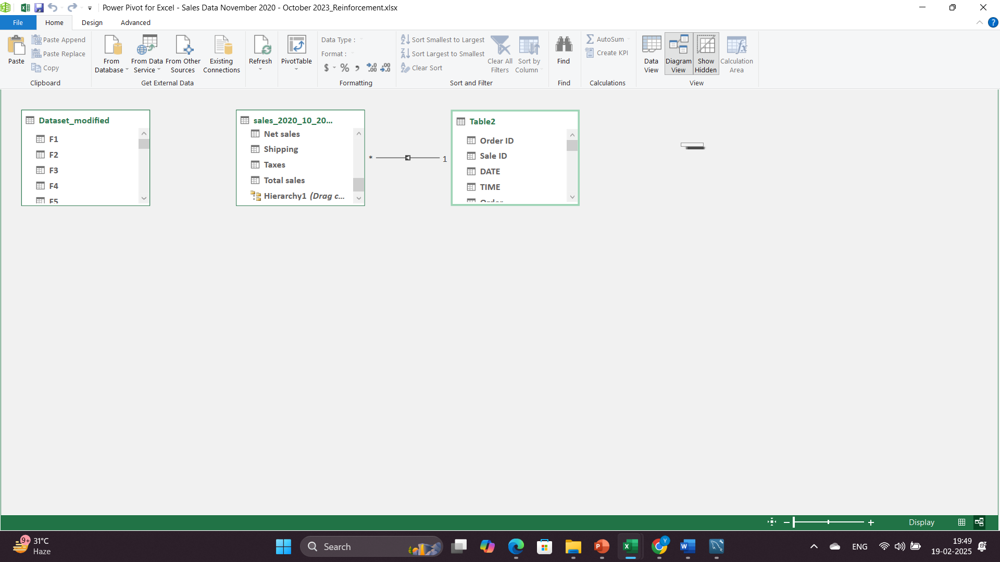 Power Pivot for Excel - Sales Data November 2020 - October 2023_Reinforcement.xlsx
File Home Design Advanced
Paste
Paste Append
Paste Replace
Copy
Clipboard
From Database
From Data Service
From Other Sources
Existing Connections
Get External Data
Refresh
PivotTable
Data Type :
Format :
$ % ,
Formatting
Sort Smallest to Largest
Sort Largest to Smallest
Clear Sort
Clear All Filters
Sort by Column
Sort and Filter
Find
Find
AutoSum
Create KPI
Calculations
Data View
Diagram View
Show Hidden
Calculation Area
View
Dataset_modified
F1
F2
F3
F4
F5
sales_2020_10_20...
Net sales
Shipping
Taxes
Total sales
Hierarchy1 (Drag c...
* 1
Table2
Order ID
Sale ID
DATE
TIME
Display
9+
31°C
Haze
Search
ENG
19:49
19-02-2025